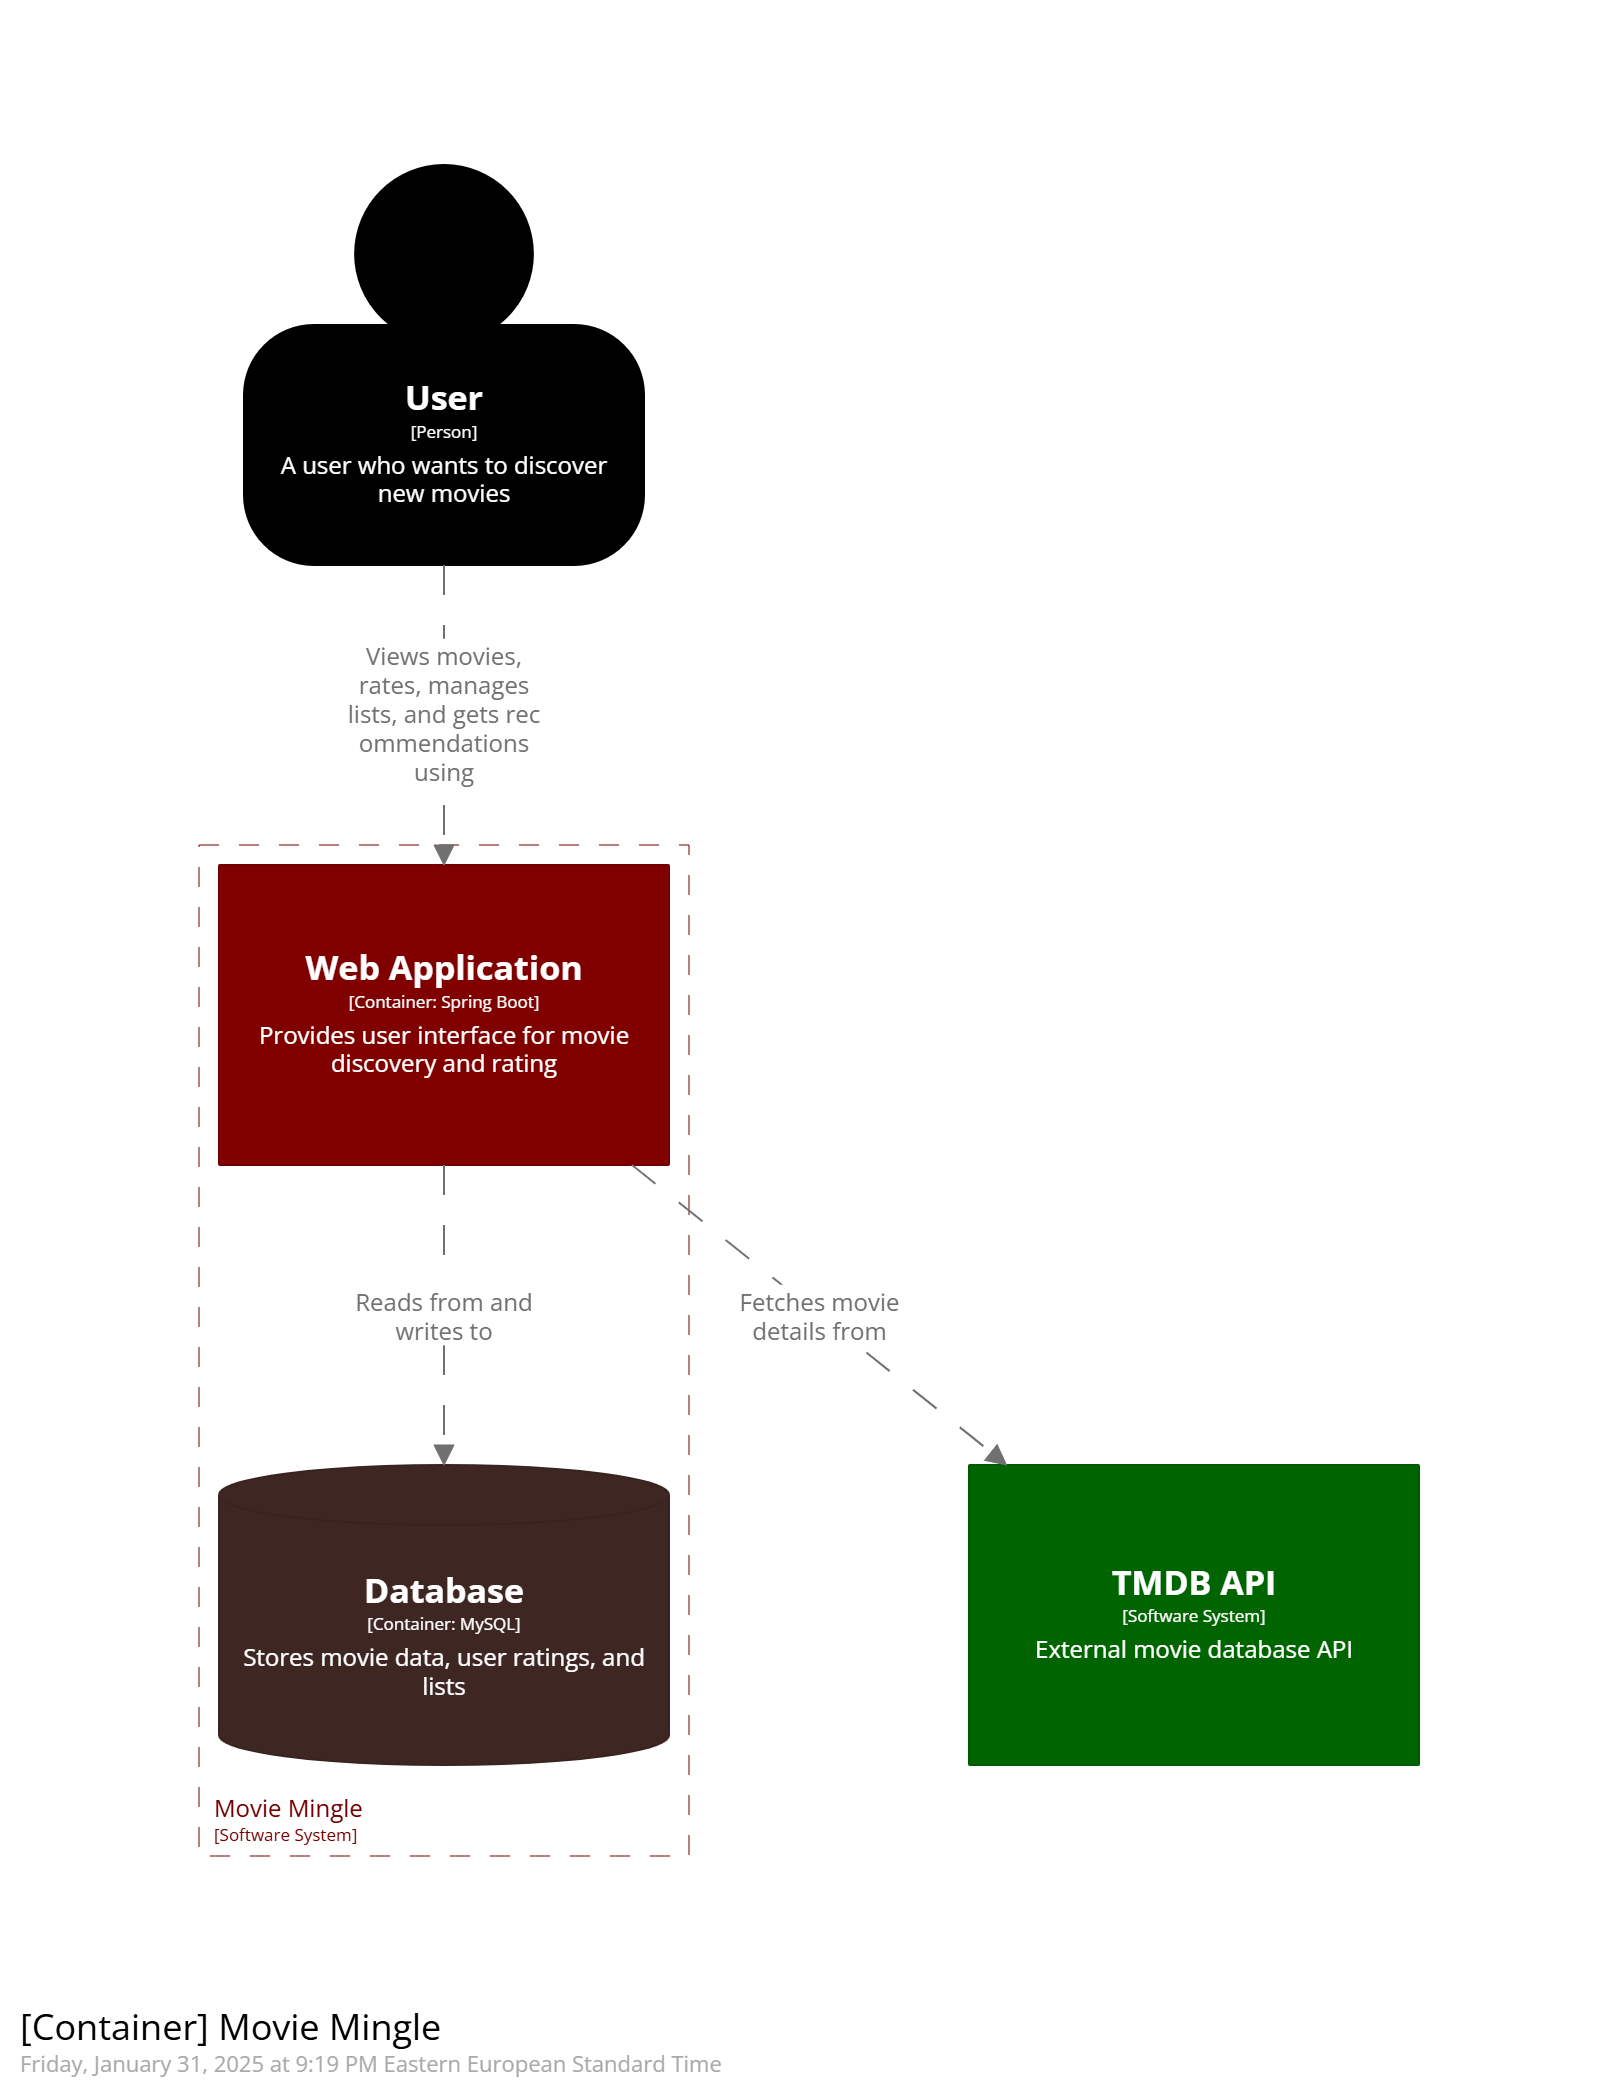 User
[Person]
A user who wants to discover
new movies
Views movies,
rates, manages
lists, and gets rec
ommendations
using
Web Application
[Container: Spring Boot]
Provides user interface for movie
discovery and rating
Reads from and
writes to
Fetches movie
details from
Database
[Container: MySQL]
Stores movie data, user ratings, and
lists
TMDB API
[Software System]
External movie database API
Movie Mingle
[Software System]
[Container] Movie Mingle
Friday, January 31, 2025 at 9:19 PM Eastern European Standard Time